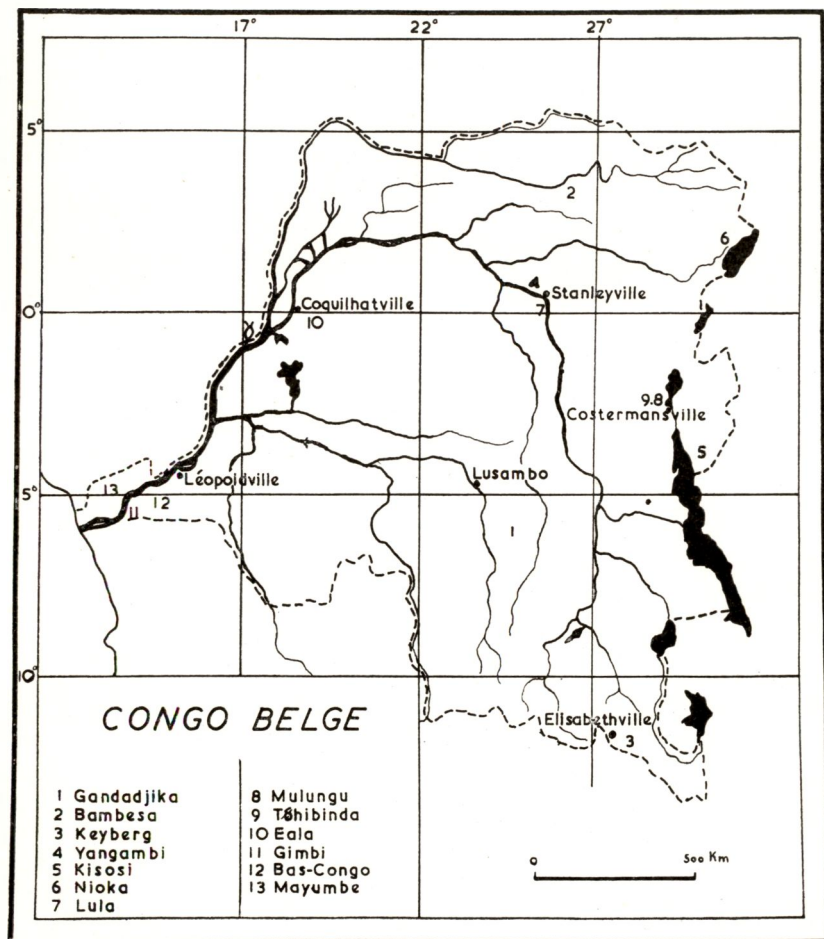 17° 22° 27°
5°
2
6
4
Stanleyville
0°
Coquilhatville
7
10
9.8
Costermansville
5
Lusambo
Léopoldville
13
5°
12
11
1
10°
Elisabethville
3
CONGO BELGE
1 Gandadjika
2 Bambesa
3 Keyberg
4 Yangambi
5 Kisosi
6 Nioka
7 Lula
8 Mulungu
9 Tshibinda
10 Eala
11 Gimbi
12 Bas-Congo
13 Mayumbe
0 500 Km